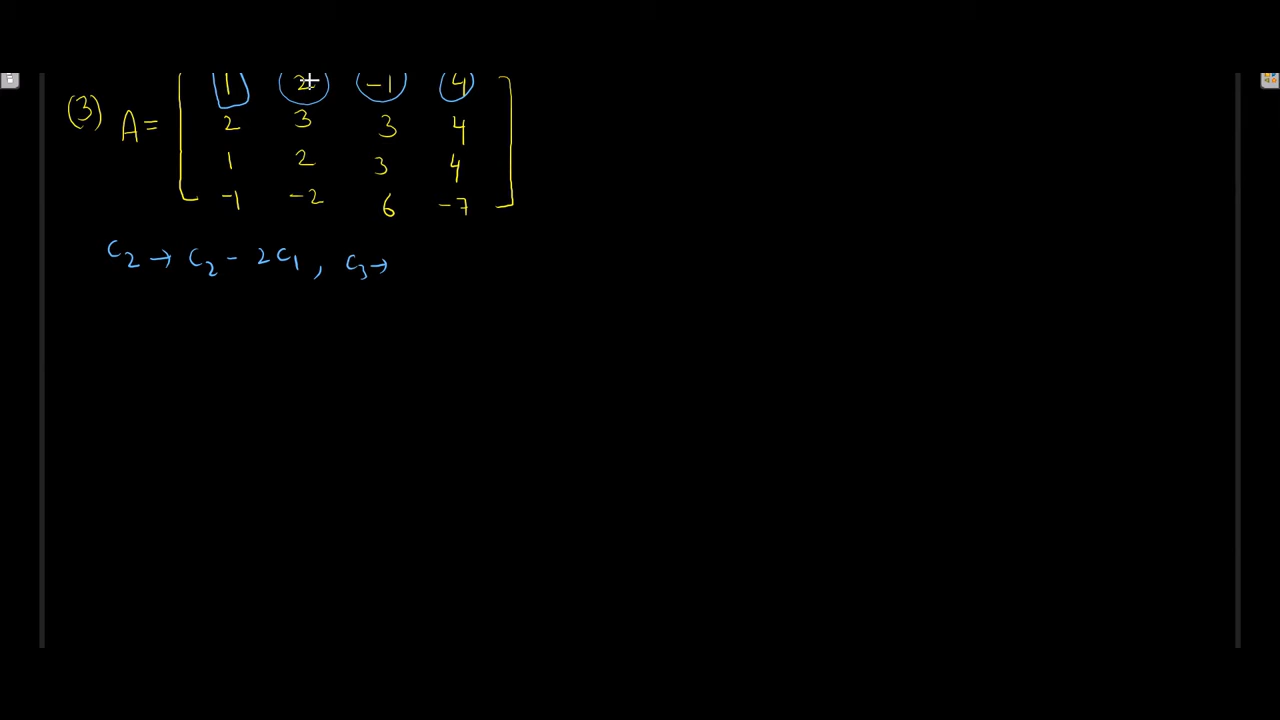 1 2 -1 4
(3) A= 2 3 3 4
1 2 3 4
-1 -2 6 -7
C2 → C2 - 2C1, C3 →